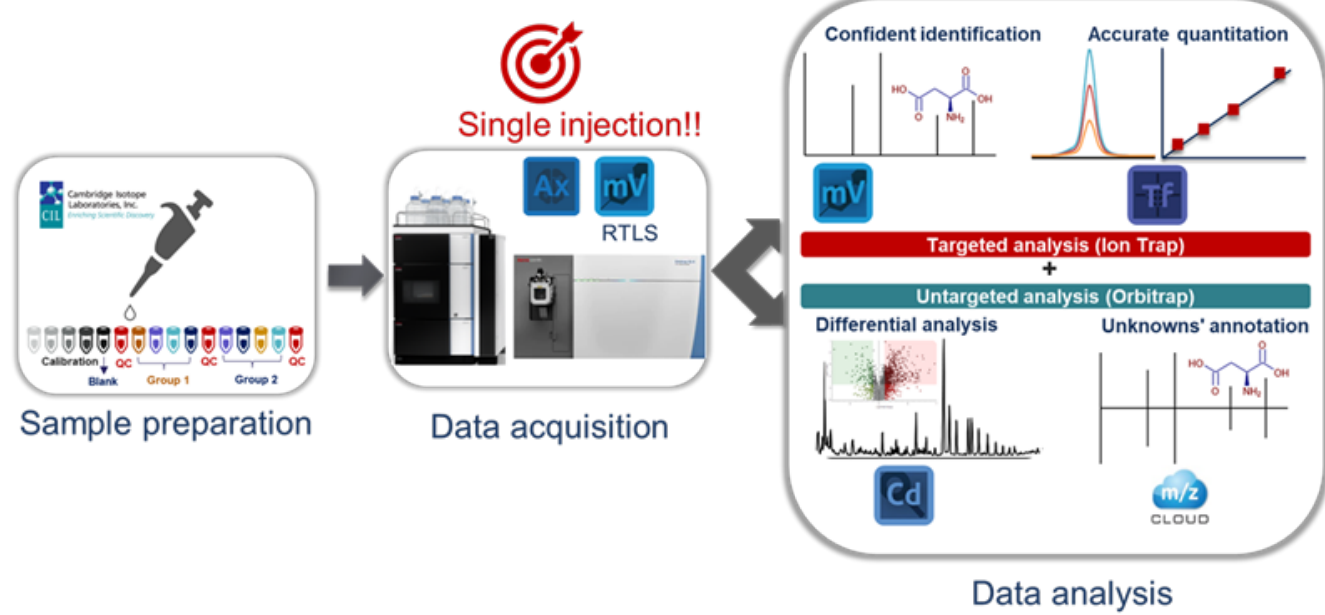 Cambridge Isotope
Laboratories, Inc.
Enriching Scientific Discovery
CIL
Calibration
QC
QC
QC
Blank
Group 1
Group 2
Sample preparation
Single injection!!
Ax
mV
RTLS
Data acquisition
Confident identification
Accurate quantitation
HO
O
O
OH
NH₂
mV
Tf
Targeted analysis (Ion Trap)
+
Untargeted analysis (Orbitrap)
Differential analysis
Unknowns' annotation
HO
O
O
OH
NH₂
Cd
m/z
CLOUD
Data analysis